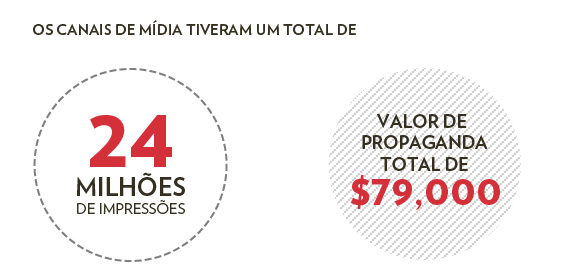 OS CANAIS DE MÍDIA TIVERAM UM TOTAL DE
24
MILHÕES
DE IMPRESSÕES
VALOR DE
PROPAGANDA
TOTAL DE
$79,000